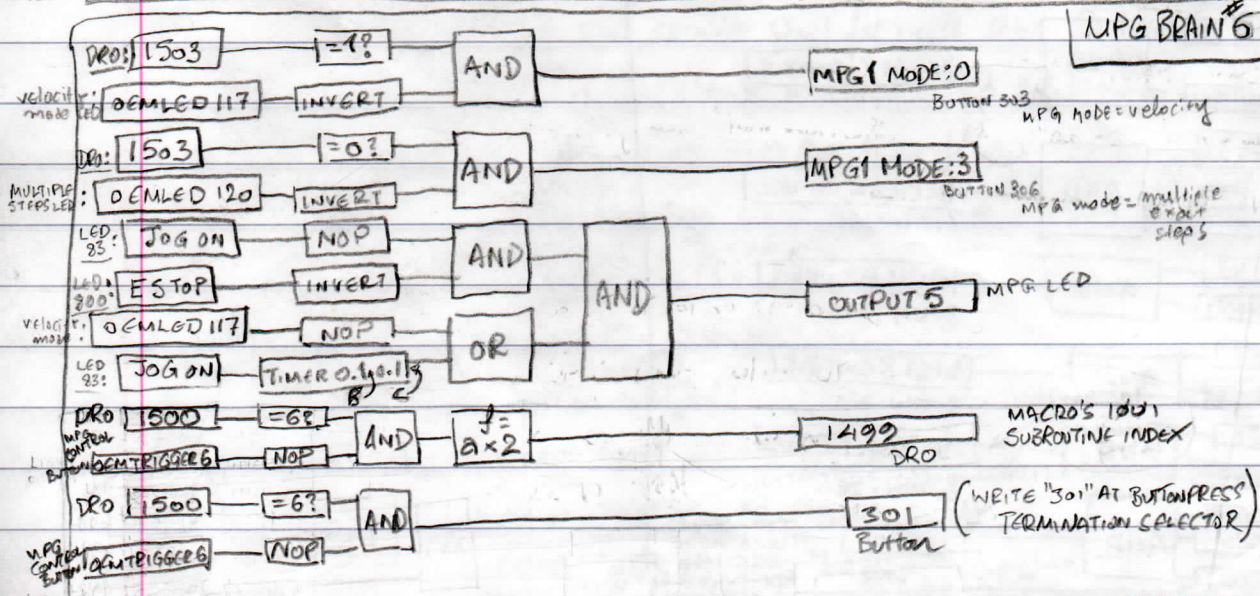 MPG BRAIN #6
DRO: 1503 =1? AND MPG1 MODE:0
BUTTON 303
MPG MODE=velocity
velocity mode LED: OEMLED 117 INVERT
DRO: 1503 =0? AND MPG1 MODE:3
BUTTON 306
MPG mode= multiple exact steps
MULTIPLE STEPS LED: OEMLED 120 INVERT
LED 83: JOG ON NOP AND
LED: 800: ESTOP INVERT
AND OUTPUT 5 MPG LED
velocity mode: OEMLED 117 NOP OR
LED 83: JOG ON TIMER 0.1,0.1
B C
DRO 1500 =6? AND f= a×2 1499
DRO
MACRO'S 1001
SUBROUTINE INDEX
MPG CONTROL BUTTON OEMTRIGGER6 NOP
DRO 1500 =6? AND 301
Button
(WRITE "301" AT BUTTONPRESS
TERMINATION SELECTOR)
MPG CONTROL BUTTON OEMTRIGGER6 NOP